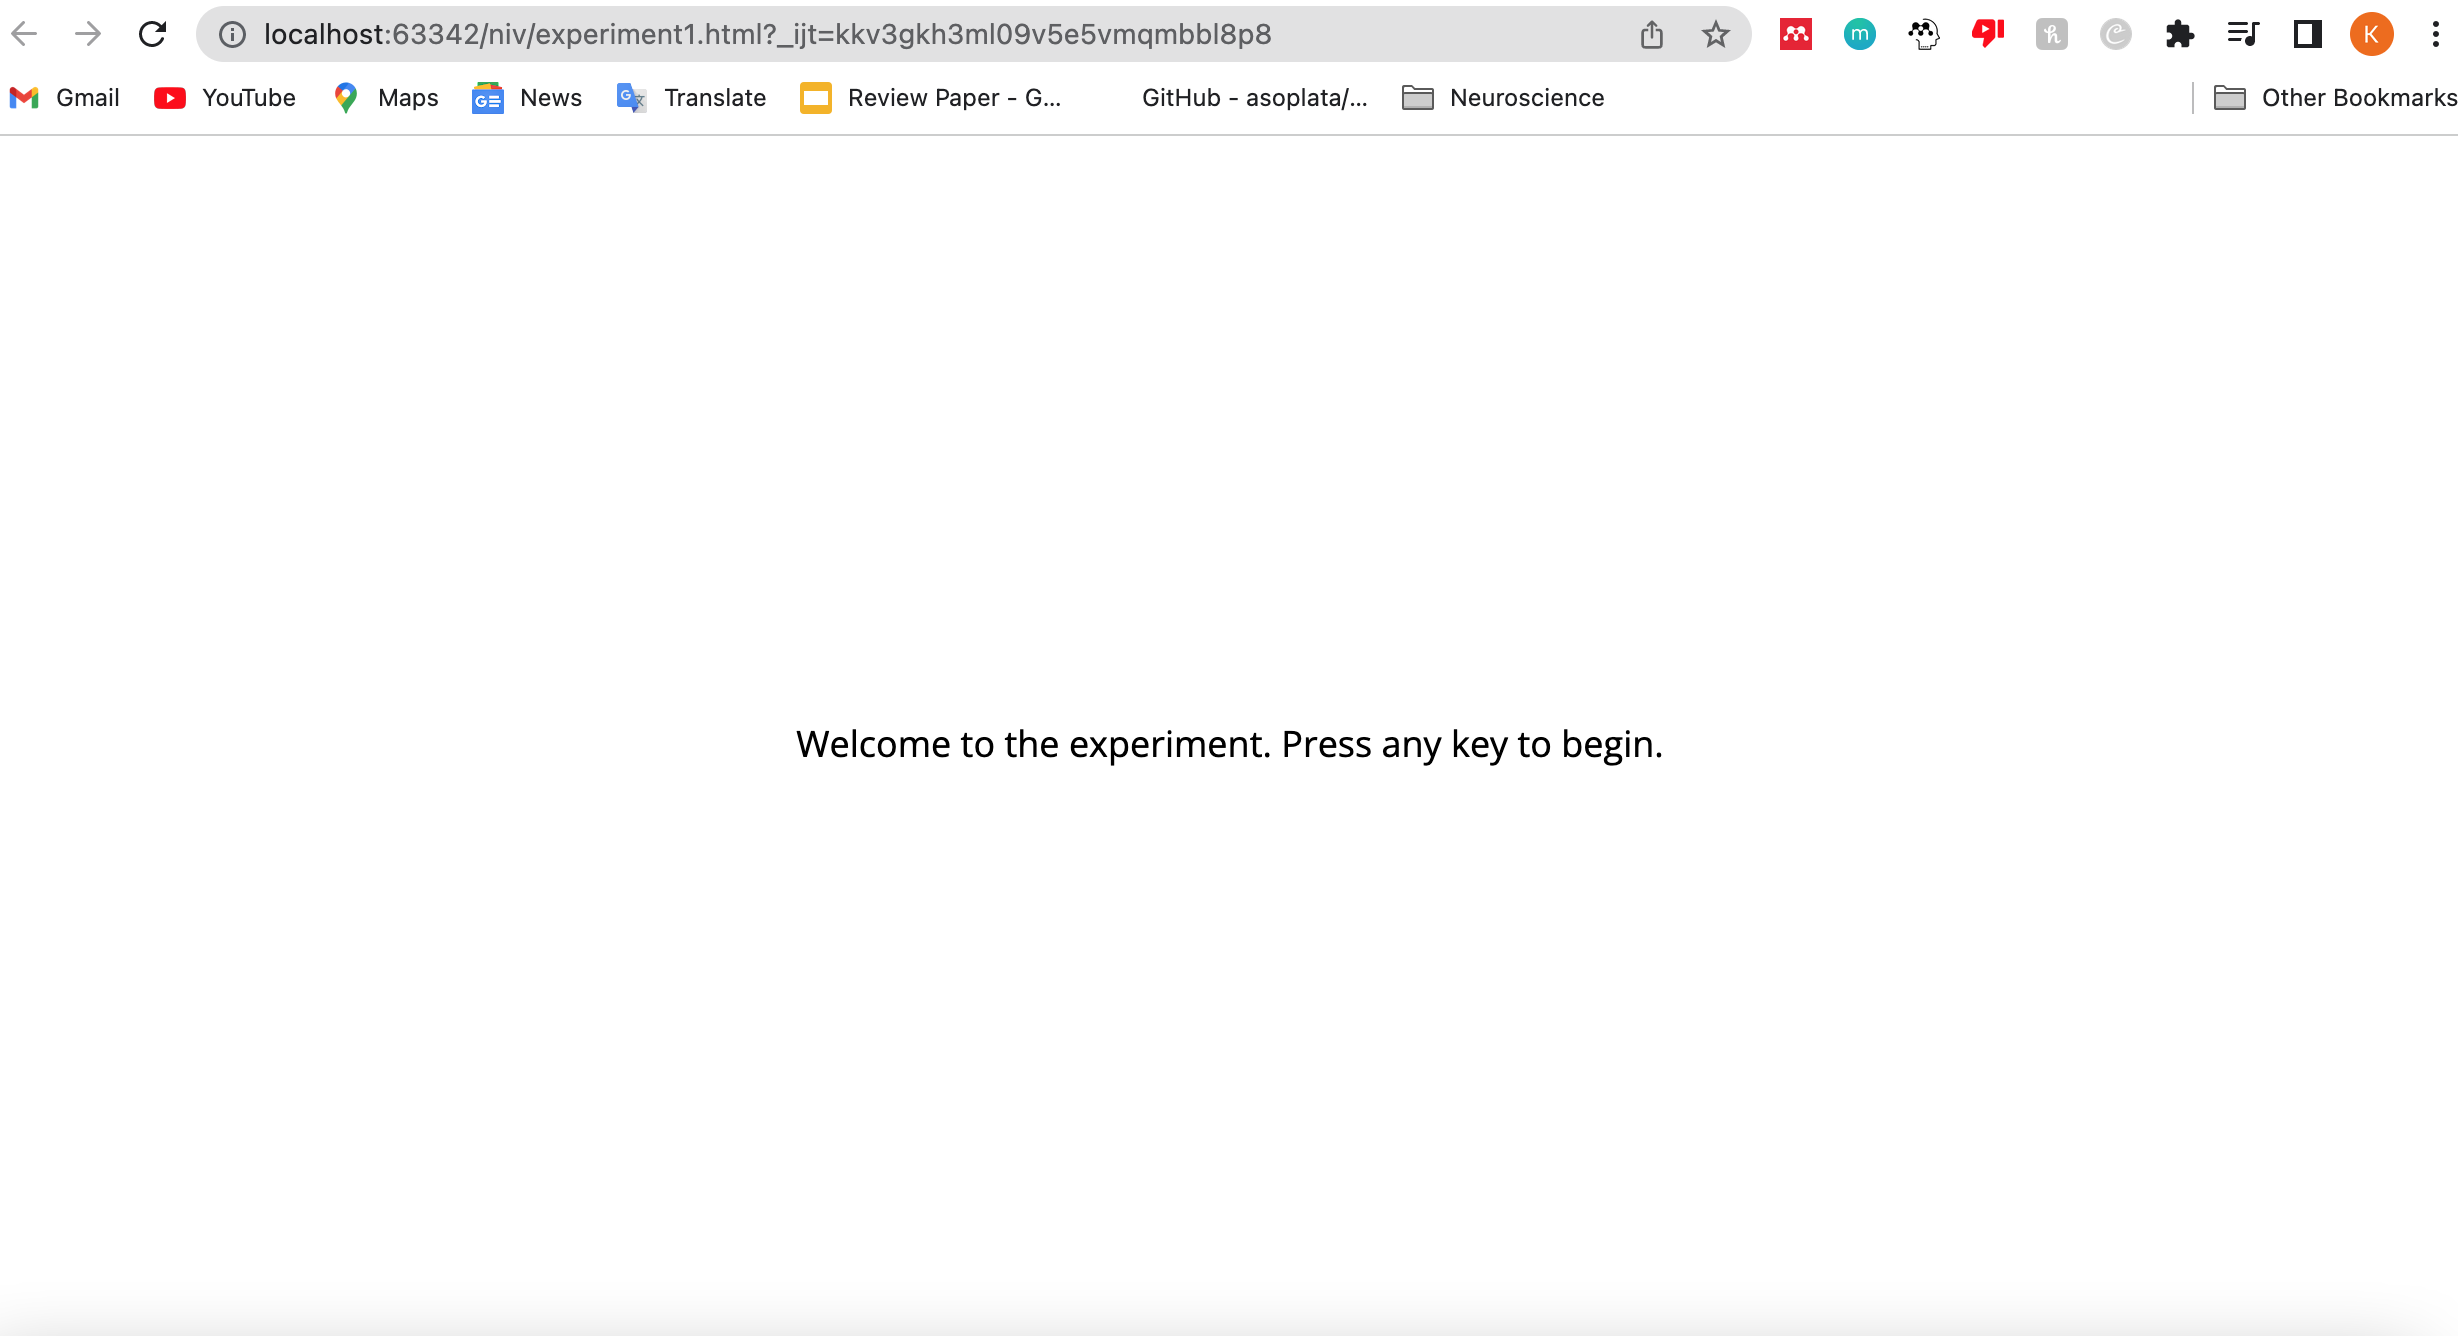 localhost:63342/niv/experiment1.html?_ijt=kkv3gkh3ml09v5e5vmqmbbl8p8
m
K
Gmail YouTube Maps News Translate Review Paper - G... GitHub - asoplata/... Neuroscience Other Bookmarks
Welcome to the experiment. Press any key to begin.